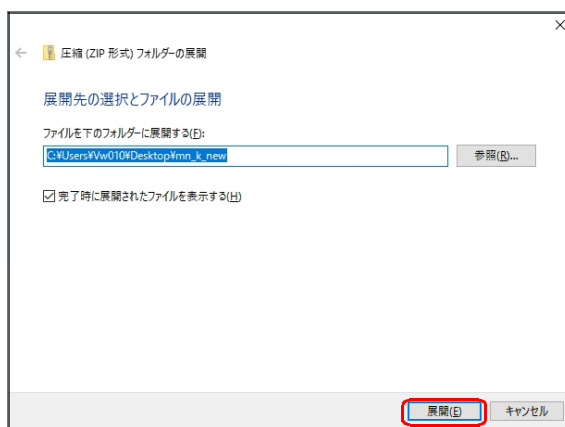 圧縮 (ZIP 形式) フォルダーの展開
展開先の選択とファイルの展開
ファイルを下のフォルダーに展開する(F):
C:¥Users¥Vw010¥Desktop¥mn_k_new
参照(R)...
完了時に展開されたファイルを表示する(H)
展開(E)
キャンセル